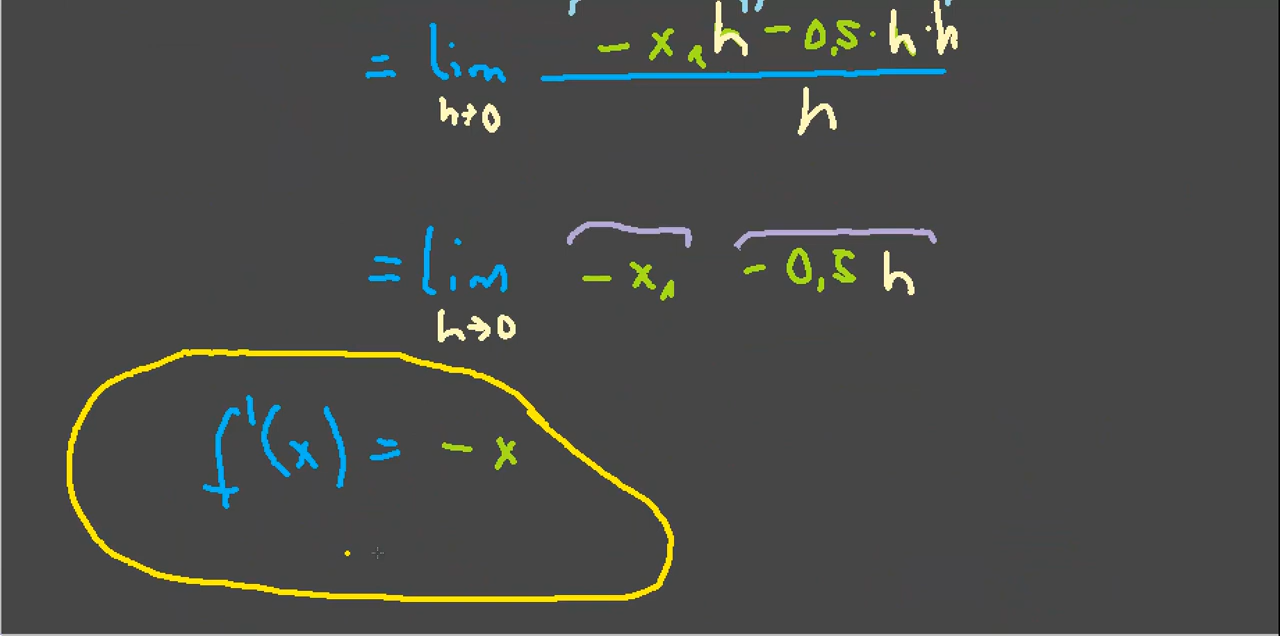 - x₁h - 0,5·h·h
= lim
h→0
h
= lim - x₁ - 0,5 h
h→0
f'(x) = - x